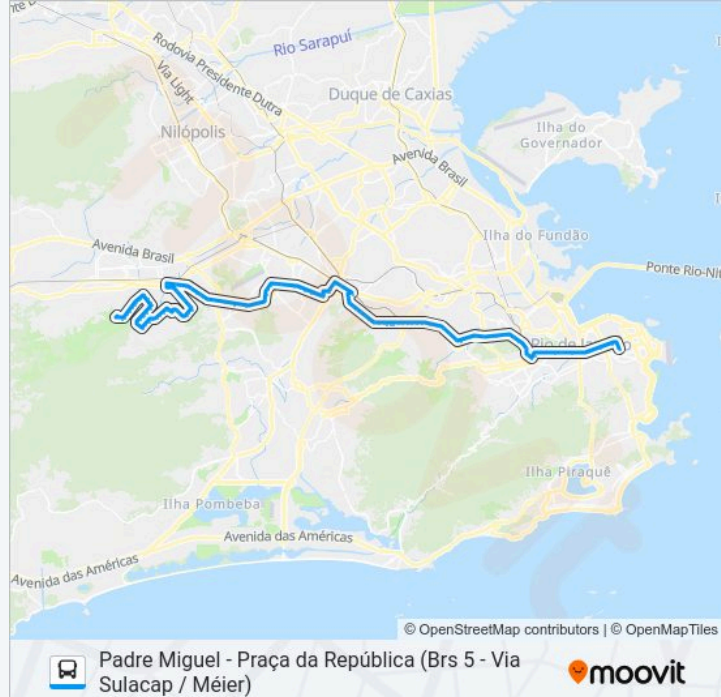 Rio Sarapuí
Rodovia Presidente Dutra
Via Light
Duque de Caxias
Nilópolis
Ilha do
Governador
Avenida Brasil
Ilha do Fundão
Avenida Brasil
Ponte Rio-Nit
Rio de Ja
o
Ilha Piraquê
Ilha Pombeba
Avenida das Américas
Avenida das Américas
© OpenStreetMap contributors | © OpenMapTiles
Padre Miguel - Praça da República (Brs 5 - Via
Sulacap / Méier)
moovit